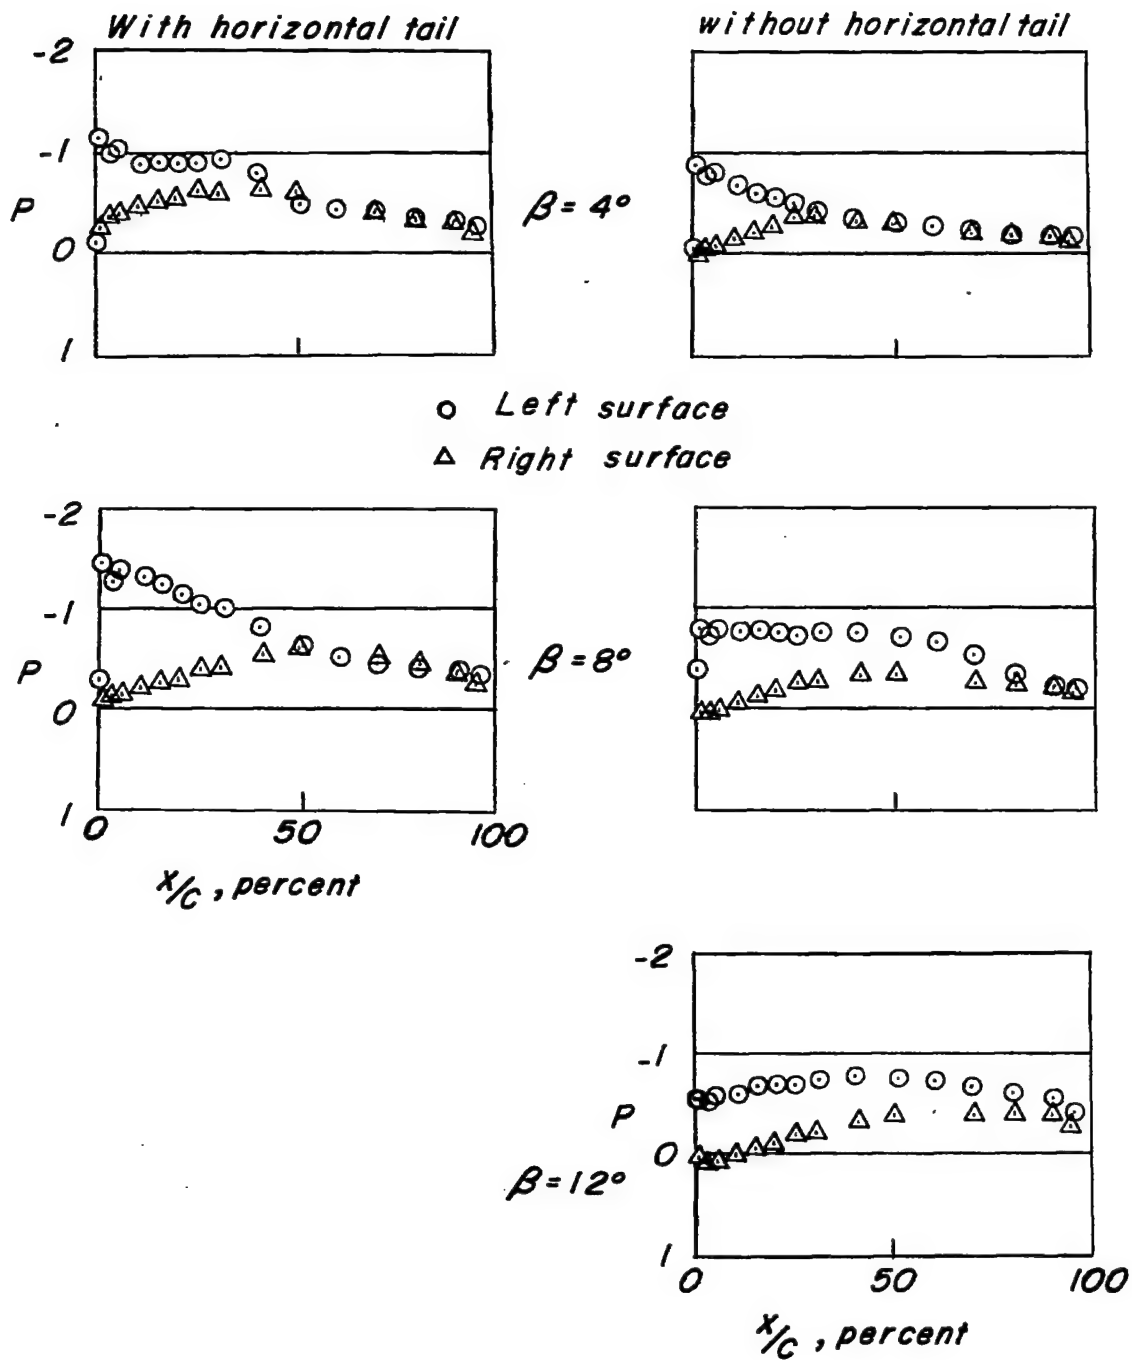 With horizontal tail
without horizontal tail
-2
-1
P
0
1
β = 4°
Left surface
Right surface
-2
-1
P
0
1
0
50
100
β = 8°
x/c, percent
-2
-1
P
0
1
β = 12°
0
50
100
x/c, percent